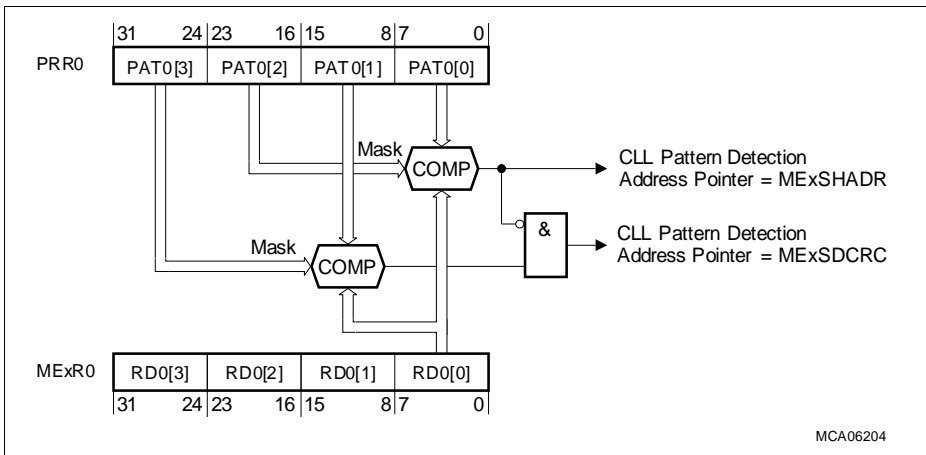 31 24 23 16 15 8 7 0
PRR0 PAT0[3] PAT0[2] PAT0[1] PAT0[0]
Mask COMP
CLL Pattern Detection
Address Pointer = MExSHADR
&
Mask COMP
CLL Pattern Detection
Address Pointer = MExSDCRC
MExR0 RD0[3] RD0[2] RD0[1] RD0[0]
31 24 23 16 15 8 7 0
MCA06204